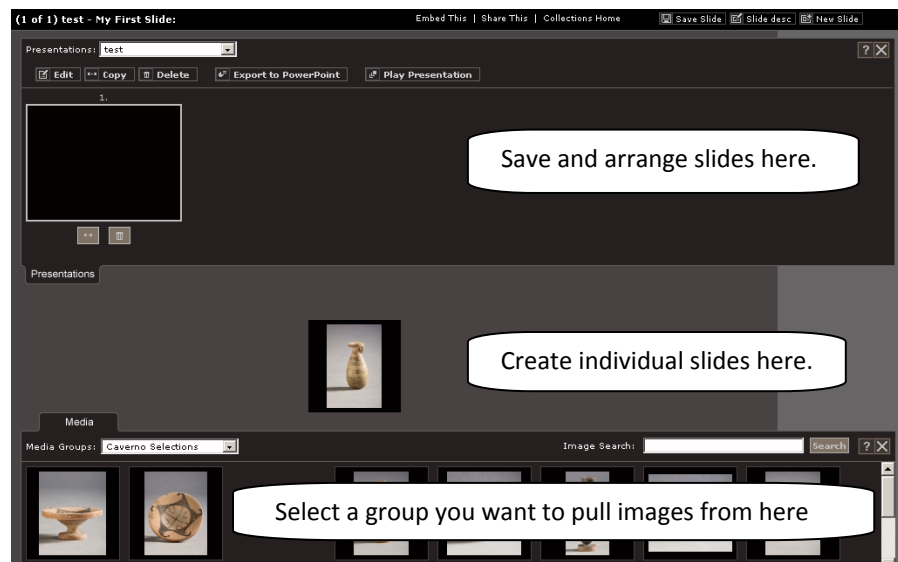 (1 of 1) test - My First Slide: Embed This | Share This | Collections Home Save Slide Slide desc New Slide
Presentations: test ? X
Edit Copy Delete Export to PowerPoint Play Presentation
1.
Save and arrange slides here.
Presentations
Create individual slides here.
Media
Media Groups: Caverno Selections Image Search: Search ? X
Select a group you want to pull images from here